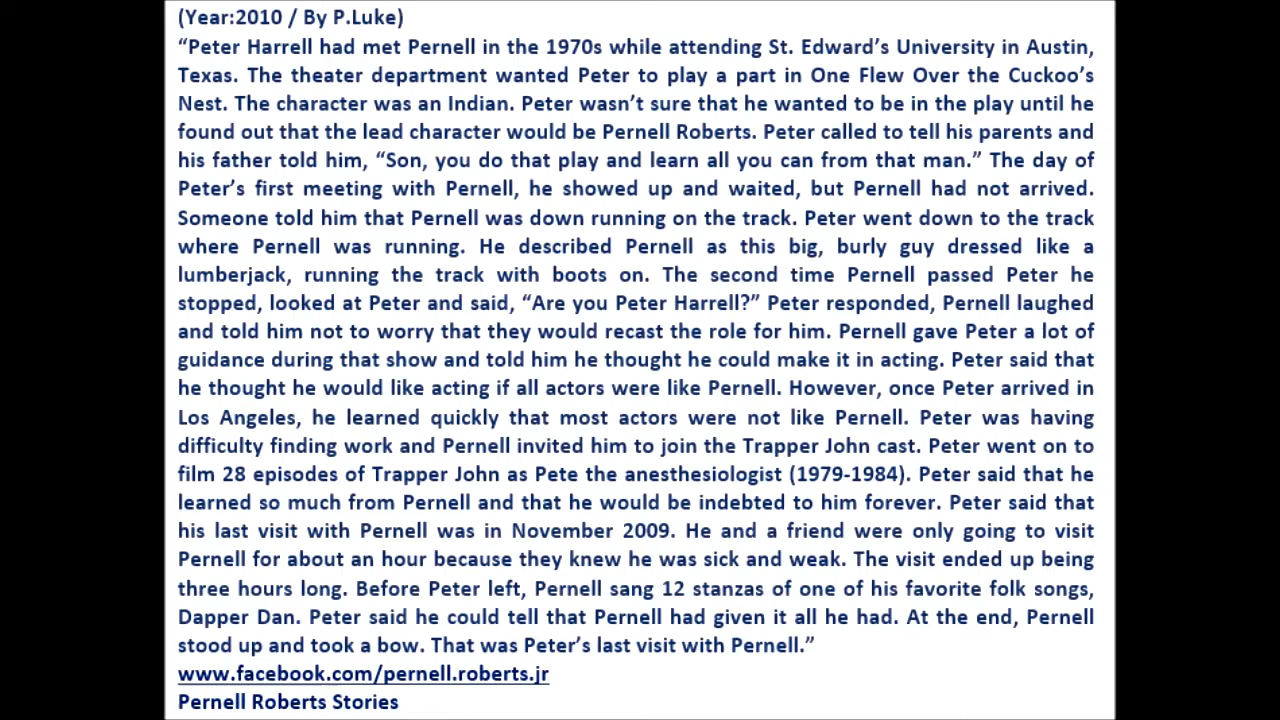 (Year:2010 / By P.Luke)
“Peter Harrell had met Pernell in the 1970s while attending St. Edward’s University in Austin,
Texas. The theater department wanted Peter to play a part in One Flew Over the Cuckoo’s
Nest. The character was an Indian. Peter wasn’t sure that he wanted to be in the play until he
found out that the lead character would be Pernell Roberts. Peter called to tell his parents and
his father told him, “Son, you do that play and learn all you can from that man.” The day of
Peter’s first meeting with Pernell, he showed up and waited, but Pernell had not arrived.
Someone told him that Pernell was down running on the track. Peter went down to the track
where Pernell was running. He described Pernell as this big, burly guy dressed like a
lumberjack, running the track with boots on. The second time Pernell passed Peter he
stopped, looked at Peter and said, “Are you Peter Harrell?” Peter responded, Pernell laughed
and told him not to worry that they would recast the role for him. Pernell gave Peter a lot of
guidance during that show and told him he thought he could make it in acting. Peter said that
he thought he would like acting if all actors were like Pernell. However, once Peter arrived in
Los Angeles, he learned quickly that most actors were not like Pernell. Peter was having
difficulty finding work and Pernell invited him to join the Trapper John cast. Peter went on to
film 28 episodes of Trapper John as Pete the anesthesiologist (1979-1984). Peter said that he
learned so much from Pernell and that he would be indebted to him forever. Peter said that
his last visit with Pernell was in November 2009. He and a friend were only going to visit
Pernell for about an hour because they knew he was sick and weak. The visit ended up being
three hours long. Before Peter left, Pernell sang 12 stanzas of one of his favorite folk songs,
Dapper Dan. Peter said he could tell that Pernell had given it all he had. At the end, Pernell
stood up and took a bow. That was Peter’s last visit with Pernell.”
www.facebook.com/pernell.roberts.jr
Pernell Roberts Stories